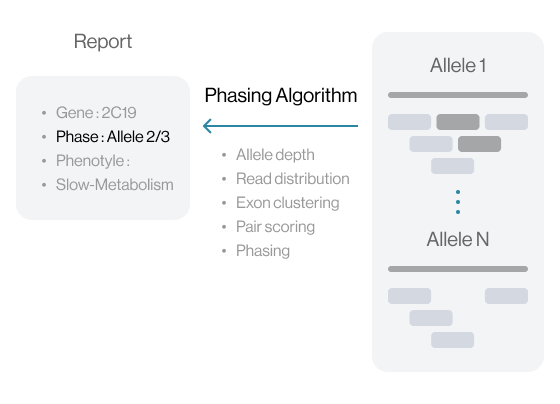 Report
• Gene : 2C19
• Phase : Allele 2/3
• Phenotyle :
• Slow-Metabolism
Phasing Algorithm
• Allele depth
• Read distribution
• Exon clustering
• Pair scoring
• Phasing
Allele 1
Allele N